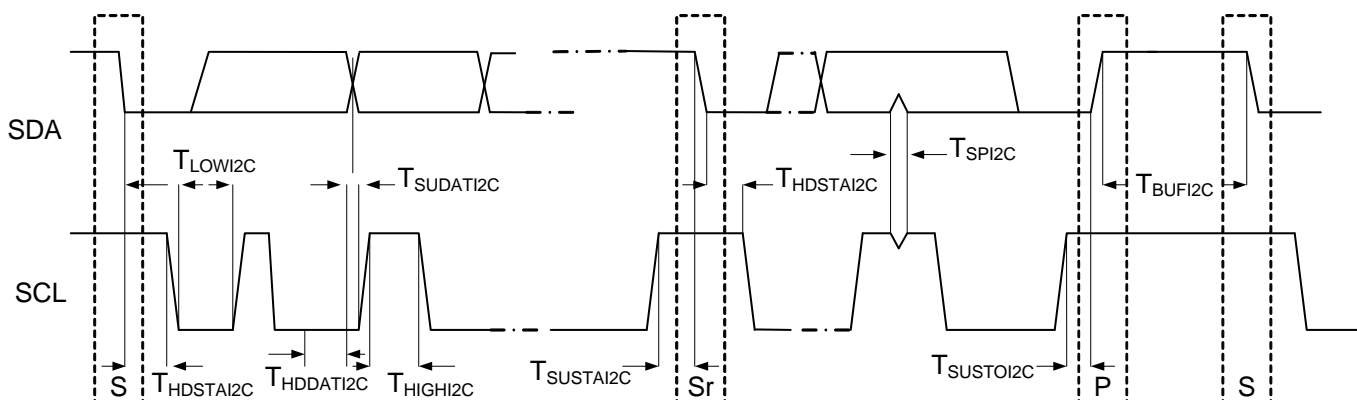 SDA
T_LOWI2C
T_SUDATI2C
T_HDSTAI2C
T_SPI2C
T_BUFI2C
SCL
S
T_HDSTAI2C
T_HDDATI2C
T_HIGHI2C
T_SUSTAI2C
Sr
T_SUSTOI2C
P
S